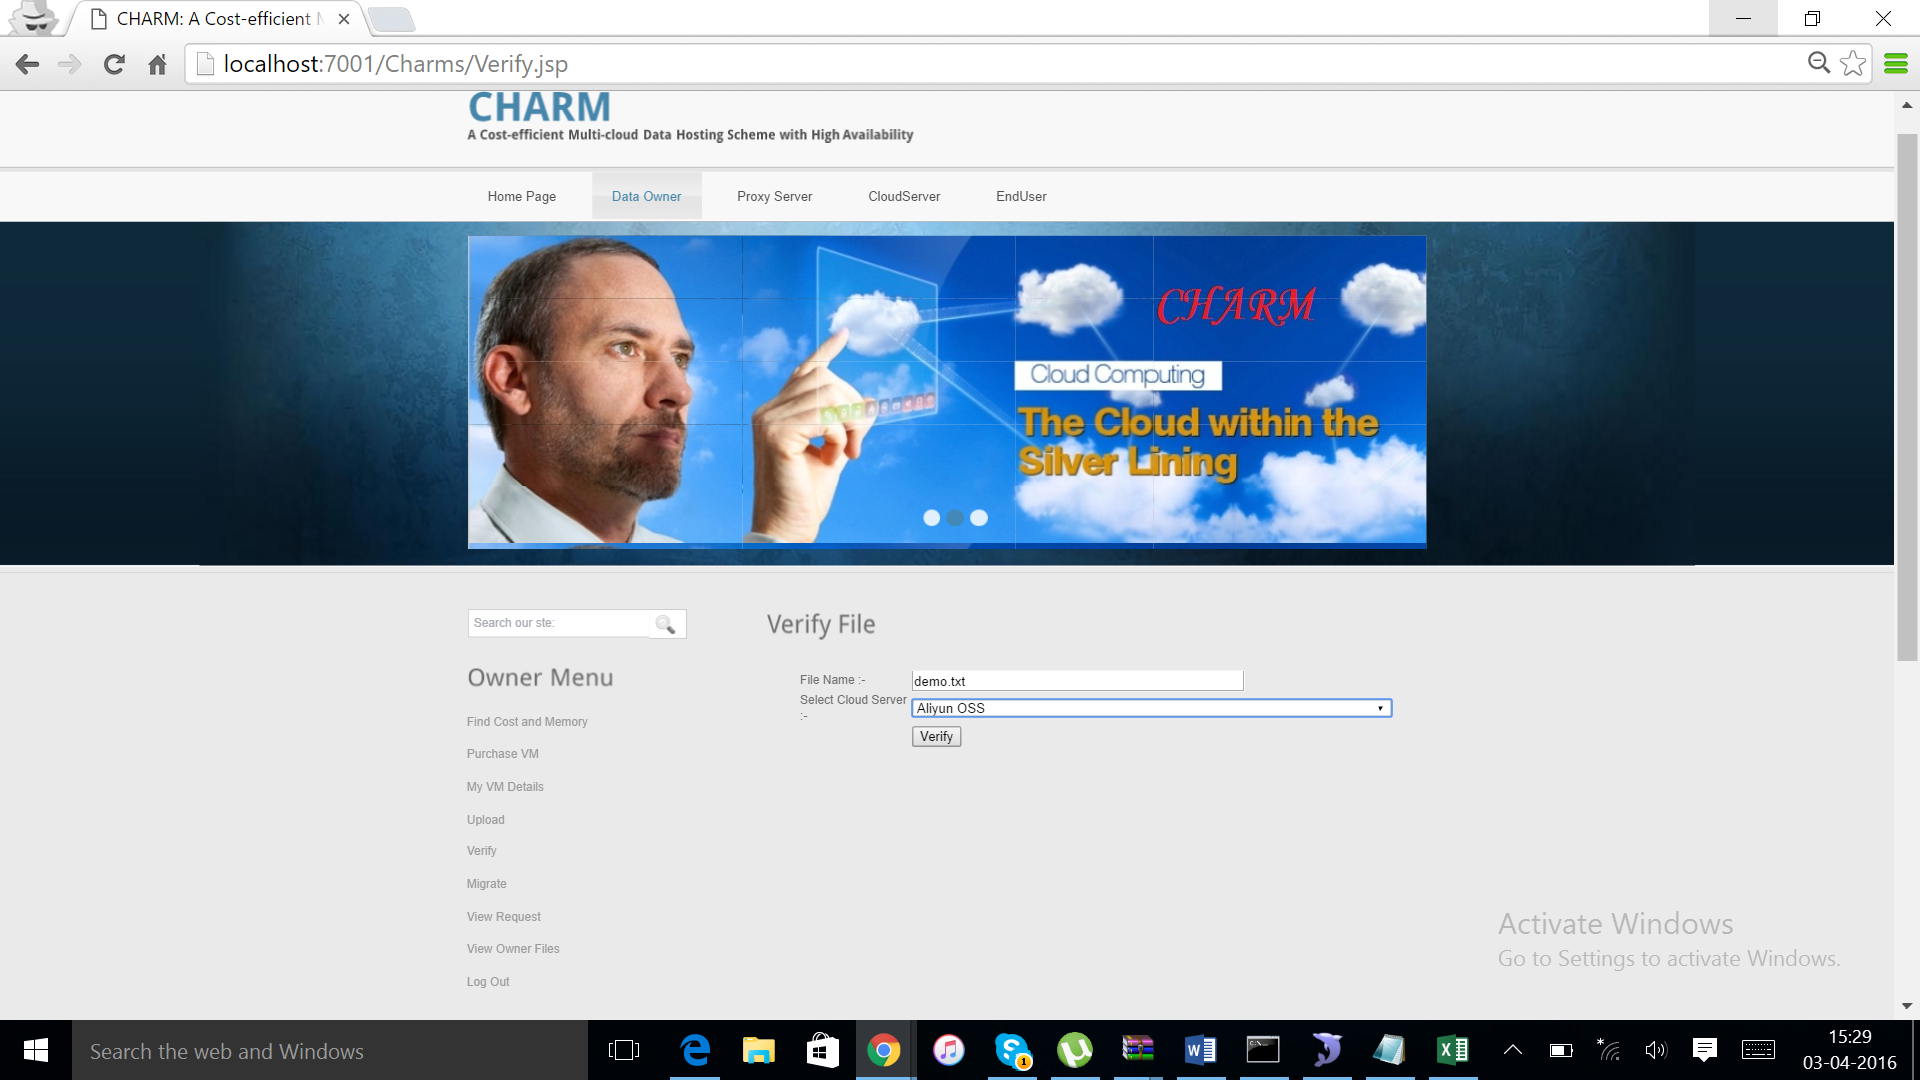 CHARM: A Cost-efficient
localhost:7001/Charms/Verify.jsp
CHARM
A Cost-efficient Multi-cloud Data Hosting Scheme with High Availability
Home Page
Data Owner
Proxy Server
CloudServer
EndUser
CHARM
Cloud Computing
The Cloud within the
Silver Lining
Search our ste:
Verify File
File Name :-
demo.txt
Select Cloud Server
:-
Aliyun OSS
Verify
Owner Menu
Find Cost and Memory
Purchase VM
My VM Details
Upload
Verify
Migrate
View Request
View Owner Files
Log Out
Activate Windows
Go to Settings to activate Windows.
Search the web and Windows
1
15:29
03-04-2016